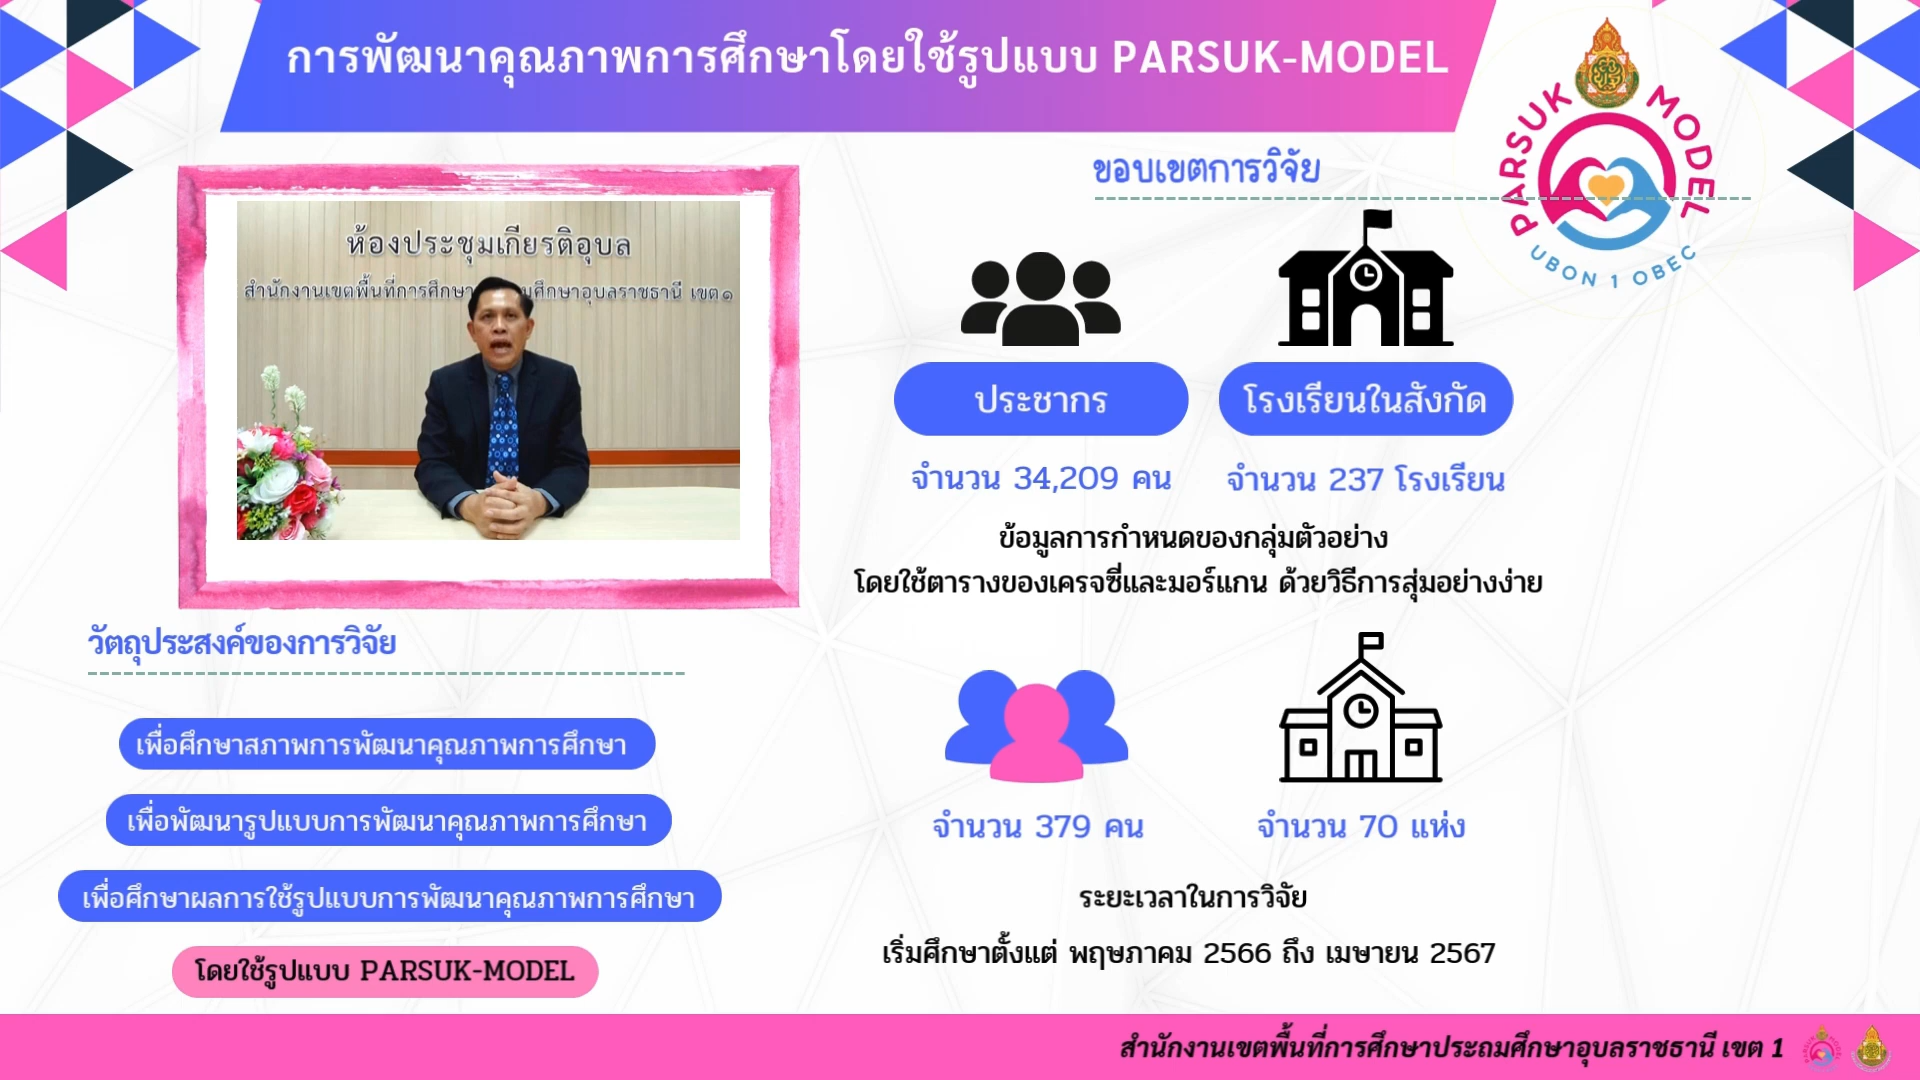 การพัฒนาคุณภาพการศึกษาโดยใช้รูปแบบ PARSUK-MODEL
PARSUK MODEL
UBON 1 OBEC
ห้องประชุมเกียรติอุบล
สำนักงานเขตพื้นที่การศึกษา มศึกษาอุบลราชธานี เขต๑
วัตถุประสงค์ของการวิจัย
เพื่อศึกษาสภาพการพัฒนาคุณภาพการศึกษา
เพื่อพัฒนารูปแบบการพัฒนาคุณภาพการศึกษา
เพื่อศึกษาผลการใช้รูปแบบการพัฒนาคุณภาพการศึกษา
โดยใช้รูปแบบ PARSUK-MODEL
ขอบเขตการวิจัย
ประชากร
โรงเรียนในสังกัด
จำนวน 34,209 คน
จำนวน 237 โรงเรียน
ข้อมูลการกำหนดของกลุ่มตัวอย่าง
โดยใช้ตารางของเครจซี่และมอร์แกน ด้วยวิธีการสุ่มอย่างง่าย
จำนวน 379 คน
จำนวน 70 แห่ง
ระยะเวลาในการวิจัย
เริ่มศึกษาตั้งแต่ พฤษภาคม 2566 ถึง เมษายน 2567
สำนักงานเขตพื้นที่การศึกษาประถมศึกษาอุบลราชธานี เขต 1